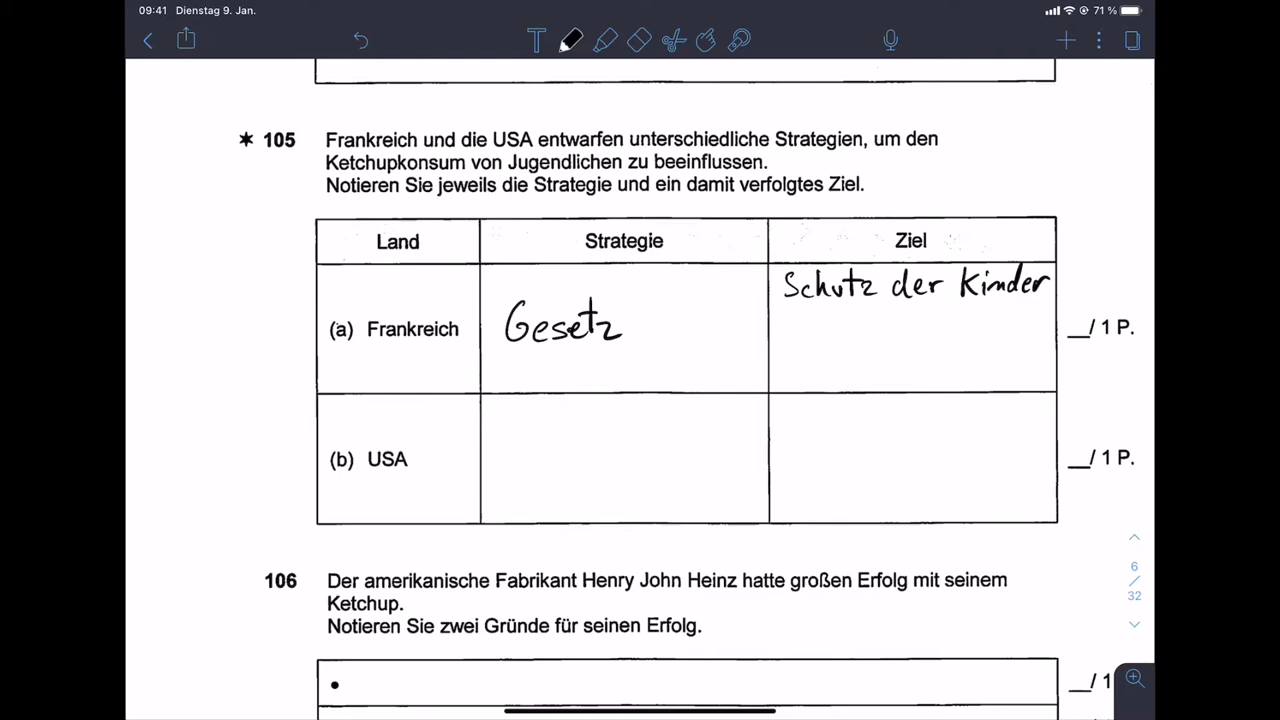 09:41 Dienstag 9. Jan.
71 %
★ 105 Frankreich und die USA entwarfen unterschiedliche Strategien, um den
Ketchupkonsum von Jugendlichen zu beeinflussen.
Notieren Sie jeweils die Strategie und ein damit verfolgtes Ziel.
Land Strategie Ziel
Schutz der Kinder
(a) Frankreich Gesetz __/ 1 P.
(b) USA __/ 1 P.
6
/
32
106 Der amerikanische Fabrikant Henry John Heinz hatte großen Erfolg mit seinem
Ketchup.
Notieren Sie zwei Gründe für seinen Erfolg.
• __/ 1